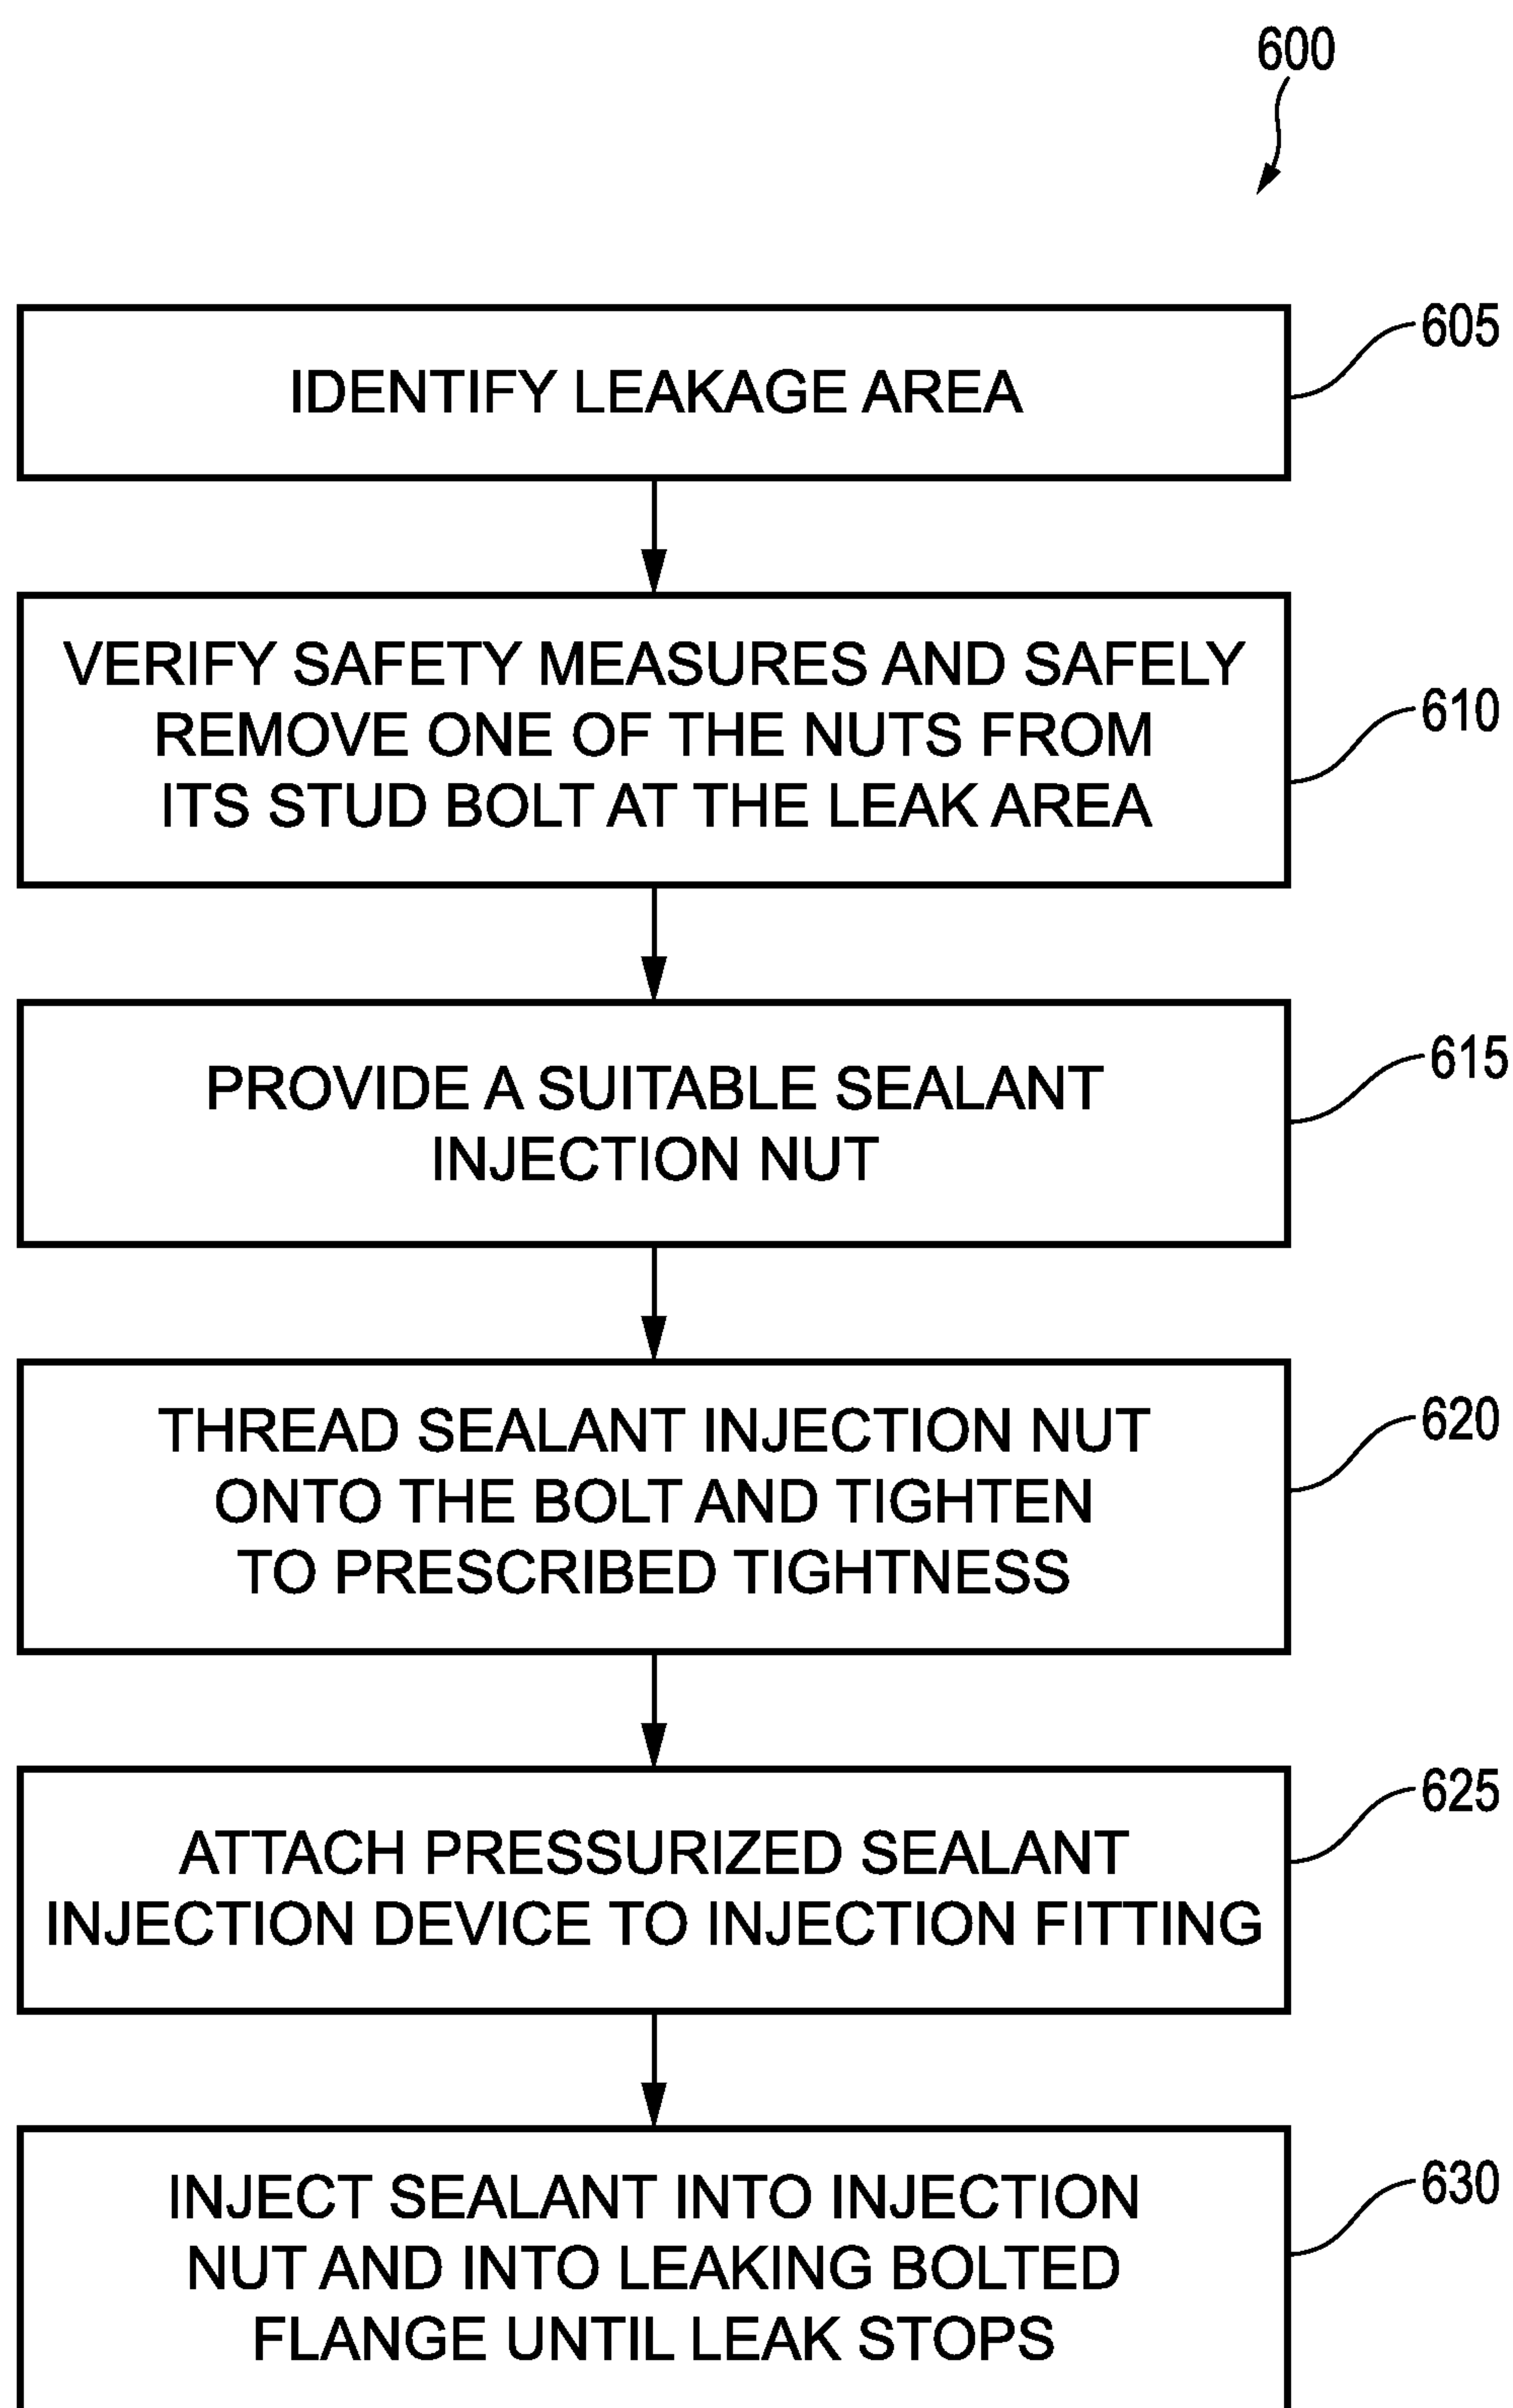 600
605
IDENTIFY LEAKAGE AREA
610
VERIFY SAFETY MEASURES AND SAFELY
REMOVE ONE OF THE NUTS FROM
ITS STUD BOLT AT THE LEAK AREA
615
PROVIDE A SUITABLE SEALANT
INJECTION NUT
620
THREAD SEALANT INJECTION NUT
ONTO THE BOLT AND TIGHTEN
TO PRESCRIBED TIGHTNESS
625
ATTACH PRESSURIZED SEALANT
INJECTION DEVICE TO INJECTION FITTING
630
INJECT SEALANT INTO INJECTION
NUT AND INTO LEAKING BOLTED
FLANGE UNTIL LEAK STOPS